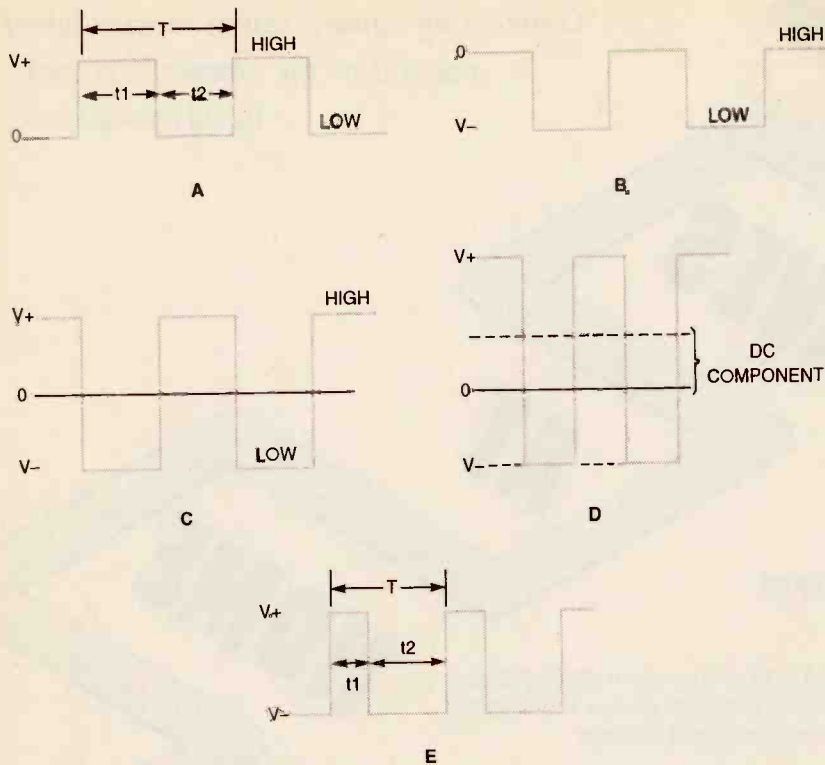 T
HIGH
V+
t1 t2
0
LOW
A
0
HIGH
V–
LOW
B.
V+
HIGH
0
V–
LOW
C
V+
DC
COMPONENT
0
V–
D
T
V+
t2
t1
V–
E